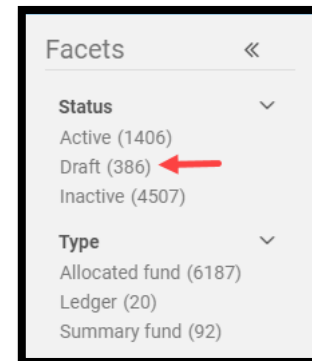 Facets
Status
Active (1406)
Draft (386)
Inactive (4507)
Type
Allocated fund (6187)
Ledger (20)
Summary fund (92)